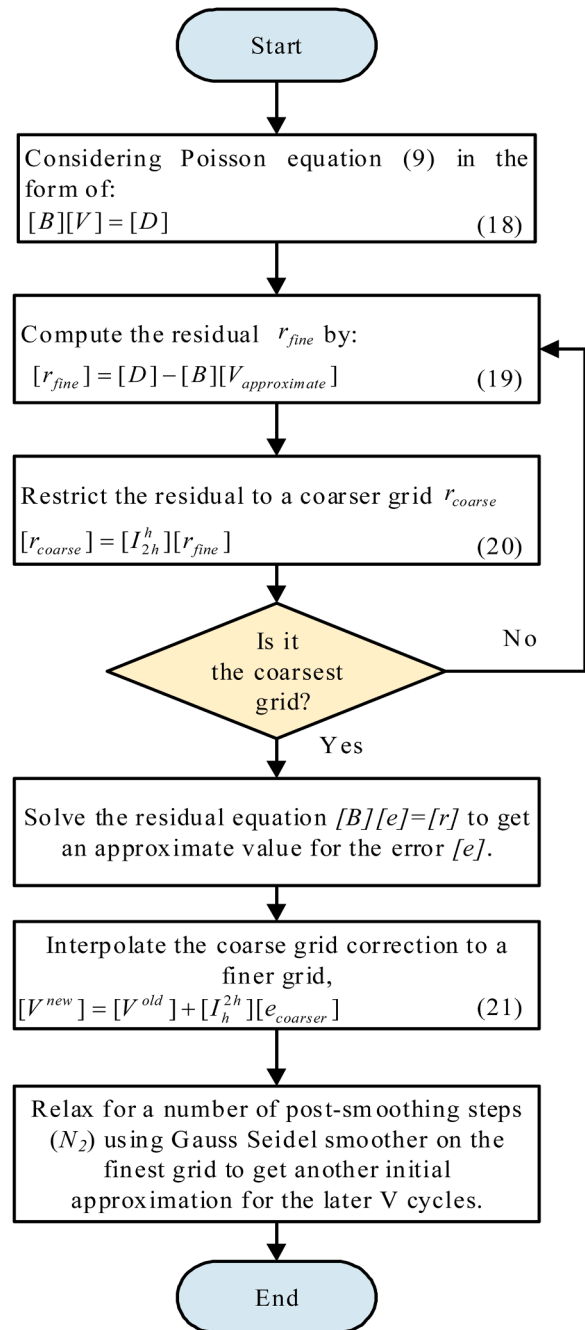 Start
Considering Poisson equation (9) in the
form of:
[B][V] = [D] (18)
Compute the residual r_fine by:
[r_fine] = [D] − [B][V_approximate] (19)
Restrict the residual to a coarser grid r_coarse
[r_coarse] = [I_2h^h][r_fine] (20)
Is it
the coarsest
grid?
No
Yes
Solve the residual equation [B][e]=[r] to get
an approximate value for the error [e].
Interpolate the coarse grid correction to a
finer grid,
[V^new] = [V^old] + [I_h^2h][e_coarser] (21)
Relax for a number of post-smoothing steps
(N_2) using Gauss Seidel smoother on the
finest grid to get another initial
approximation for the later V cycles.
End